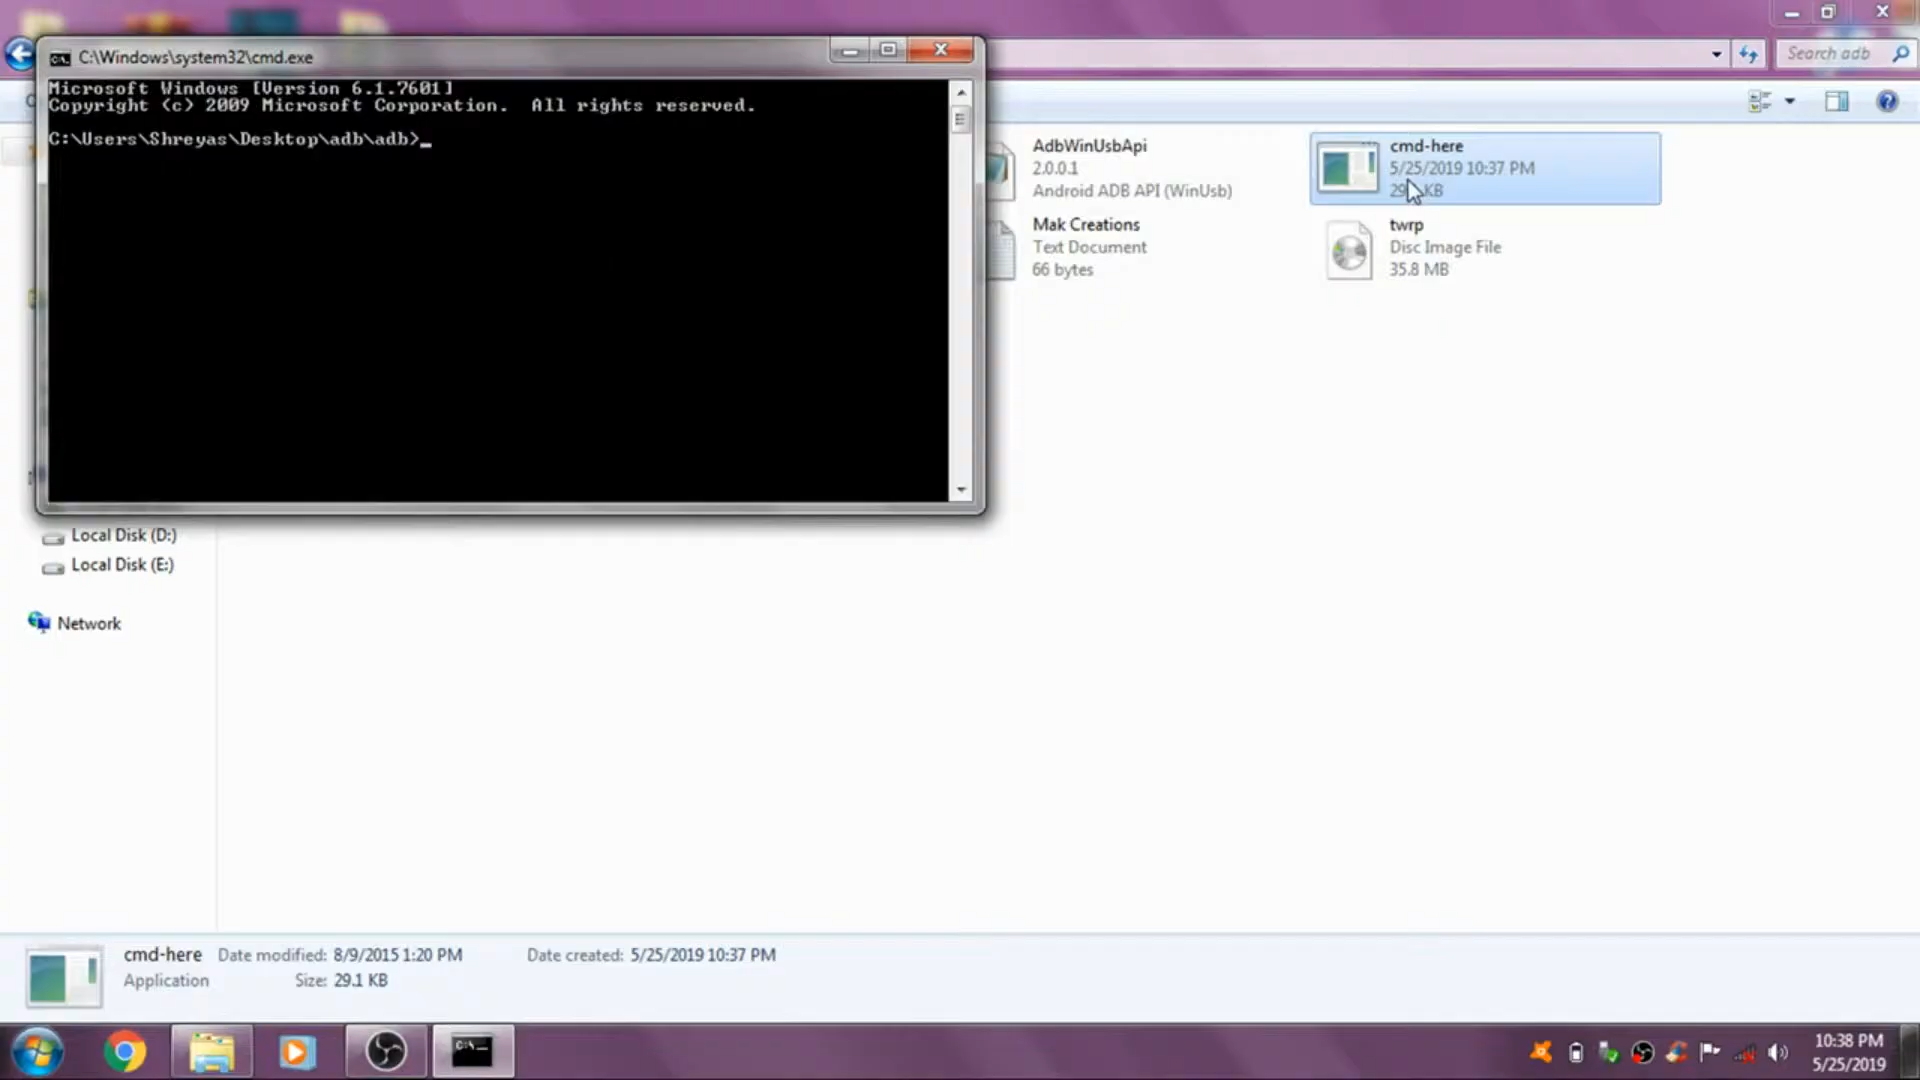 C:\Windows\system32\cmd.exe
Microsoft Windows [Version 6.1.7601]
Copyright (c) 2009 Microsoft Corporation.  All rights reserved.
C:\Users\Shreyas\Desktop\adb\adb>_
Search adb
AdbWinUsbApi
2.0.0.1
Android ADB API (WinUsb)
cmd-here
5/25/2019 10:37 PM
KB
Mak Creations
Text Document
66 bytes
twrp
Disc Image File
35.8 MB
Local Disk (D:)
Local Disk (E:)
Network
cmd-here Date modified: 8/9/2015 1:20 PM Date created: 5/25/2019 10:37 PM
Application Size: 29.1 KB
10:38 PM
5/25/2019